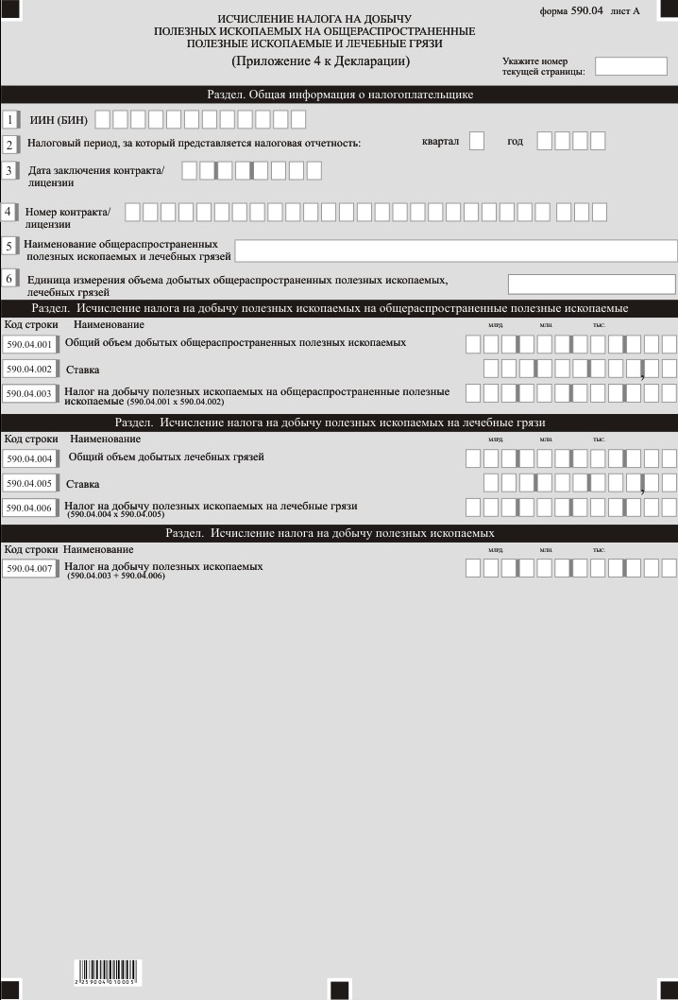 форма 590.04 лист А
ИСЧИСЛЕНИЕ НАЛОГА НА ДОБЫЧУ
ПОЛЕЗНЫХ ИСКОПАЕМЫХ НА ОБЩЕРАСПРОСТРАНЕННЫЕ
ПОЛЕЗНЫЕ ИСКОПАЕМЫЕ И ЛЕЧЕБНЫЕ ГРЯЗИ
(Приложение 4 к Декларации)
Укажите номер
текущей страницы:
Раздел. Общая информация о налогоплательщике
1 ИИН (БИН)
2 Налоговый период, за который представляется налоговая отчетность: квартал год
3 Дата заключения контракта/
лицензии
4 Номер контракта/
лицензии
5 Наименование общераспространенных
полезных ископаемых и лечебных грязей
6 Единица измерения объема добытых общераспространенных полезных ископаемых,
лечебных грязей
Раздел. Исчисление налога на добычу полезных ископаемых на общераспространенные полезные ископаемые
Код строки Наименование млрд. млн. тыс.
590.04.001 Общий объем добытых общераспространенных полезных ископаемых
590.04.002 Ставка ,
590.04.003 Налог на добычу полезных ископаемых на общераспространенные полезные
ископаемые (590.04.001 х 590.04.002)
Раздел. Исчисление налога на добычу полезных ископаемых на лечебные грязи
Код строки Наименование млрд. млн. тыс.
590.04.004 Общий объем добытых лечебных грязей
590.04.005 Ставка ,
590.04.006 Налог на добычу полезных ископаемых на лечебные грязи
(590.04.004 х 590.04.005)
Раздел. Исчисление налога на добычу полезных ископаемых
Код строки Наименование млрд. млн. тыс.
590.04.007 Налог на добычу полезных ископаемых
(590.04.003 + 590.04.006)
2 259004 010005